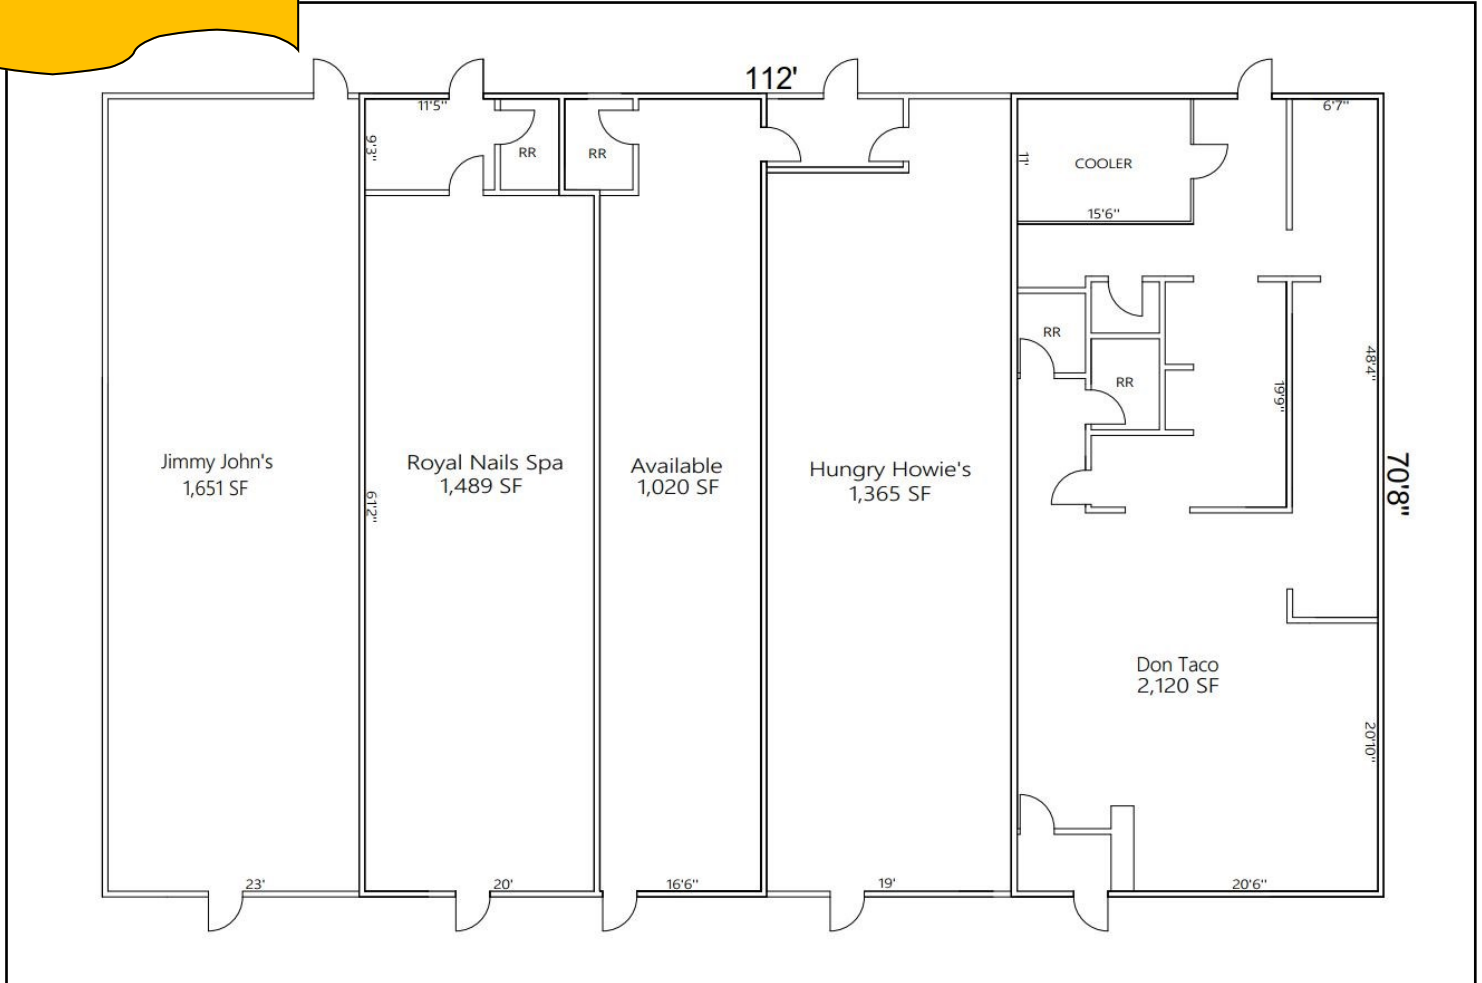 112'
11'5"
6'7"
9'3"
RR
RR
11'
COOLER
15'6"
RR
48'4"
RR
19'9"
Jimmy John's
1,651 SF
Royal Nails Spa
1,489 SF
Available
1,020 SF
Hungry Howie's
1,365 SF
70'8"
61'2"
Don Taco
2,120 SF
20'10"
23'
20'
16'6"
19'
20'6"